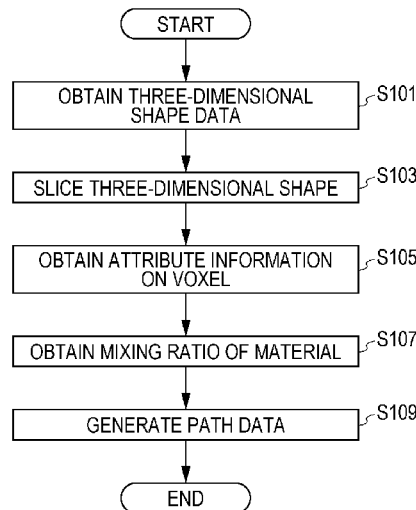 START
OBTAIN THREE-DIMENSIONAL
SHAPE DATA
S101
SLICE THREE-DIMENSIONAL SHAPE
S103
OBTAIN ATTRIBUTE INFORMATION
ON VOXEL
S105
OBTAIN MIXING RATIO OF MATERIAL
S107
GENERATE PATH DATA
S109
END